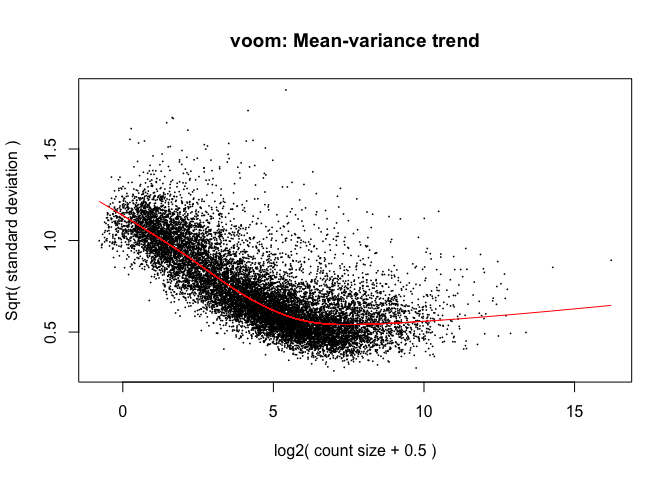 voom: Mean-variance trend
Sqrt( standard deviation )
1.5
1.0
0.5
0 5 10 15
log2( count size + 0.5 )